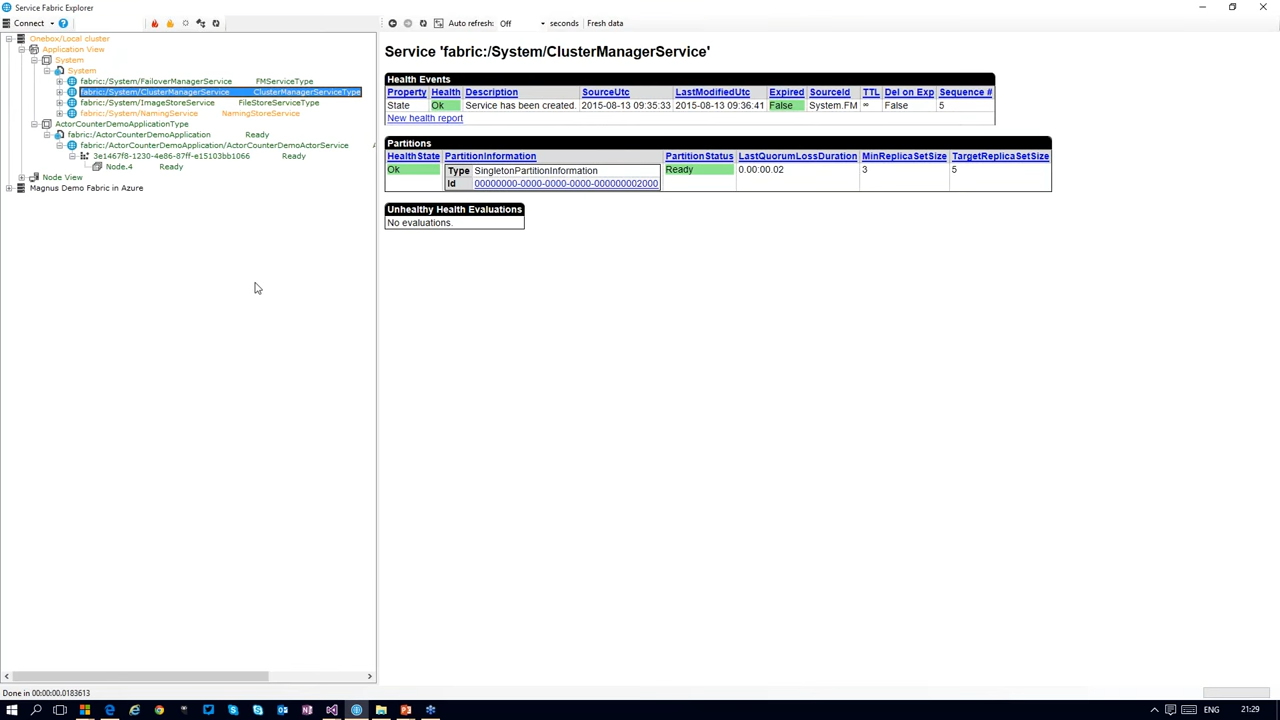 Service Fabric Explorer
Connect
Auto refresh: Off seconds Fresh data
Onebox/Local cluster
Application View
System
System
fabric:/System/FailoverManagerService FMServiceType
fabric:/System/ClusterManagerService ClusterManagerServiceType
fabric:/System/ImageStoreService FileStoreServiceType
fabric:/System/NamingService NamingStoreService
ActorCounterDemoApplicationType
fabric:/ActorCounterDemoApplication Ready
fabric:/ActorCounterDemoApplication/ActorCounterDemoActorService A
3e1467f8-1230-4e86-87ff-e15103bb1066 Ready
Node.4 Ready
Node View
Magnus Demo Fabric in Azure
Service 'fabric:/System/ClusterManagerService'
Health Events
Property Health Description SourceUtc LastModifiedUtc Expired SourceId TTL Del on Exp Sequence #
State Ok Service has been created. 2015-08-13 09:35:33 2015-08-13 09:36:41 False System.FM ∞ False 5
New health report
Partitions
HealthState PartitionInformation PartitionStatus LastQuorumLossDuration MinReplicaSetSize TargetReplicaSetSize
Ok Type SingletonPartitionInformation Ready 0.00:00.02 3 5
Id 00000000-0000-0000-0000-000000002000
Unhealthy Health Evaluations
No evaluations.
Done in 00:00:00.0183613
ENG 21:29